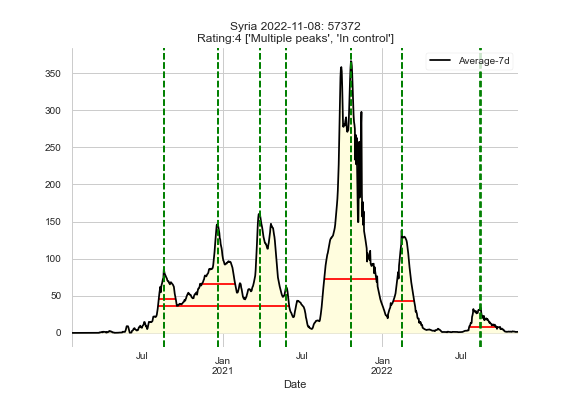 Syria 2022-11-08: 57372
Rating:4 ['Multiple peaks', 'In control']
Average-7d
350
300
250
200
150
100
50
0
Jul
Jan
2021
Jul
Jan
2022
Jul
Date